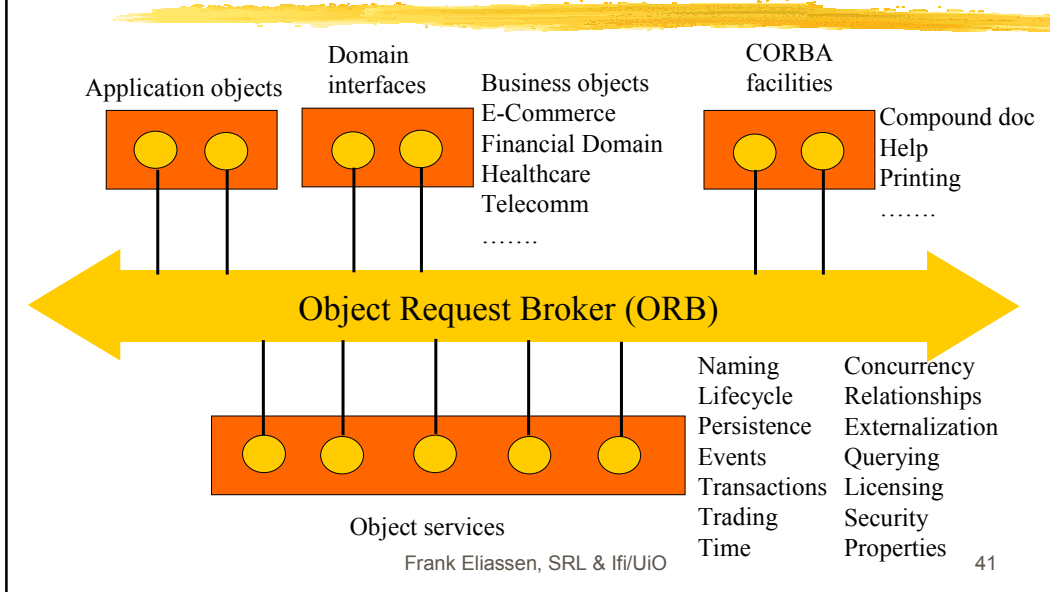 Application objects
Domain
interfaces
Business objects
E-Commerce
Financial Domain
Healthcare
Telecomm
…….
CORBA
facilities
Compound doc
Help
Printing
…….
Object Request Broker (ORB)
Object services
Naming
Lifecycle
Persistence
Events
Transactions
Trading
Time
Concurrency
Relationships
Externalization
Querying
Licensing
Security
Properties
Frank Eliassen, SRL & Ifi/UiO
41